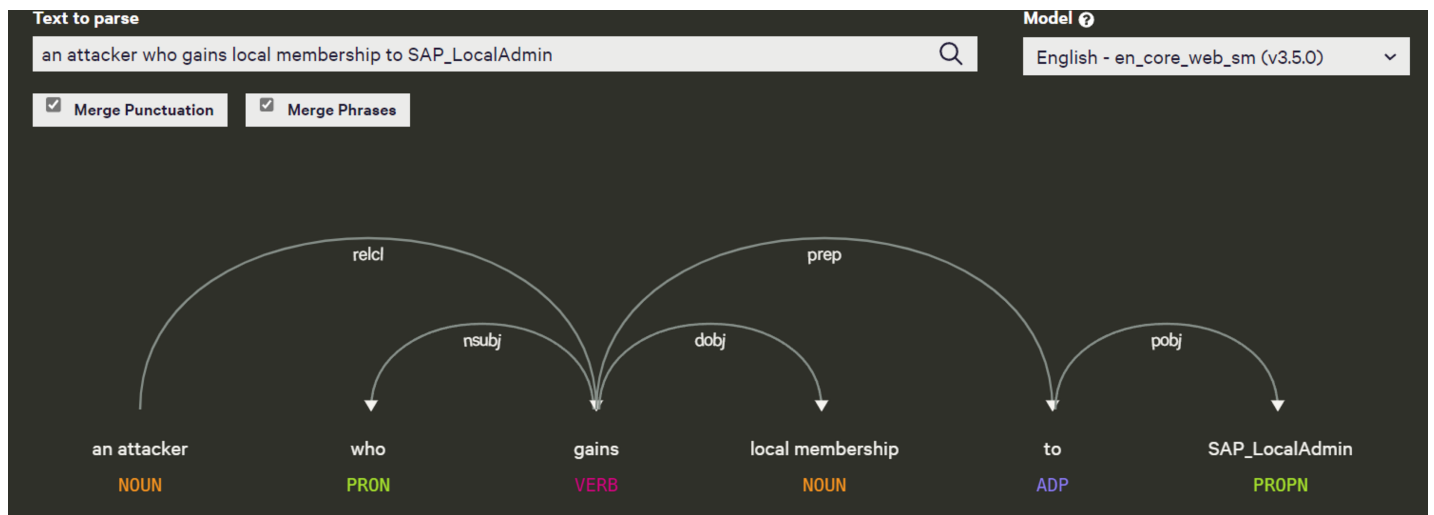 Text to parse
Model ?
an attacker who gains local membership to SAP_LocalAdmin
English - en_core_web_sm (v3.5.0)
Merge Punctuation
Merge Phrases
relcl
prep
nsubj
dobj
pobj
an attacker who gains local membership to SAP_LocalAdmin
NOUN PRON VERB NOUN ADP PROPN